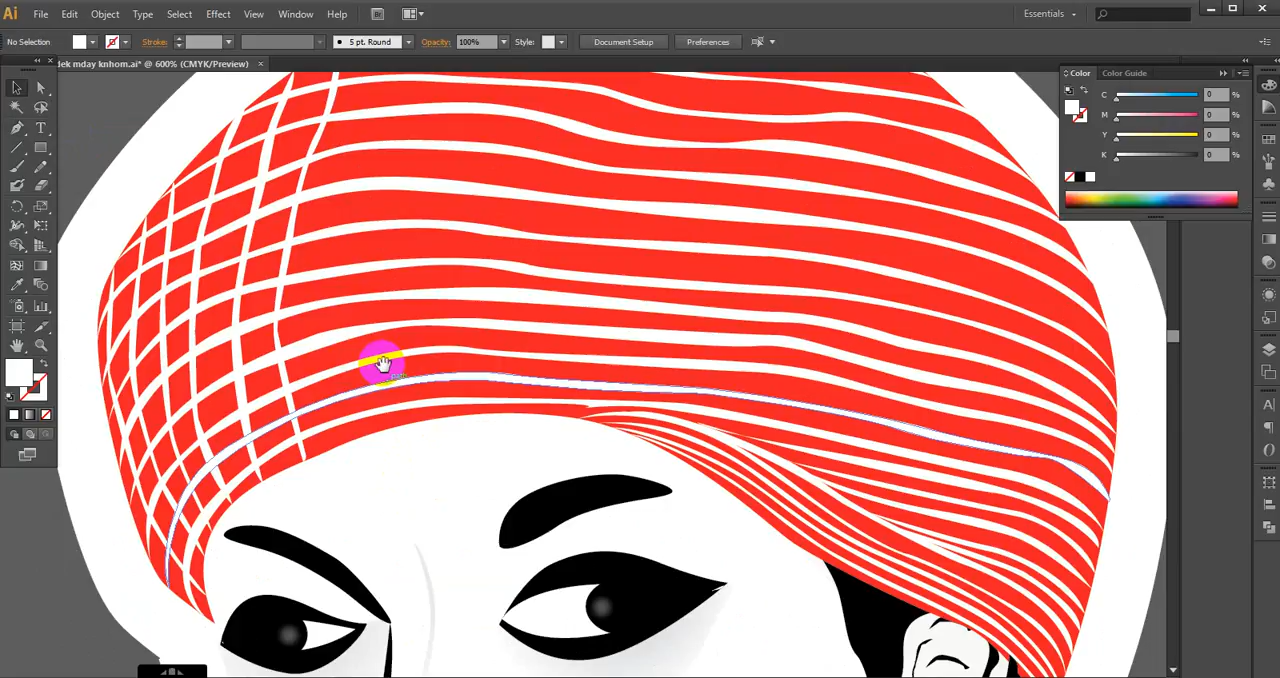 Ai File Edit Object Type Select Effect View Window Help Br Essentials
No Selection Stroke: 5 pt. Round Opacity: 100% Style: Document Setup Preferences
dek mday knhom.ai* @ 600% (CMYK/Preview)
Color Color Guide
C 0 %
M 0 %
Y 0 %
K 0 %